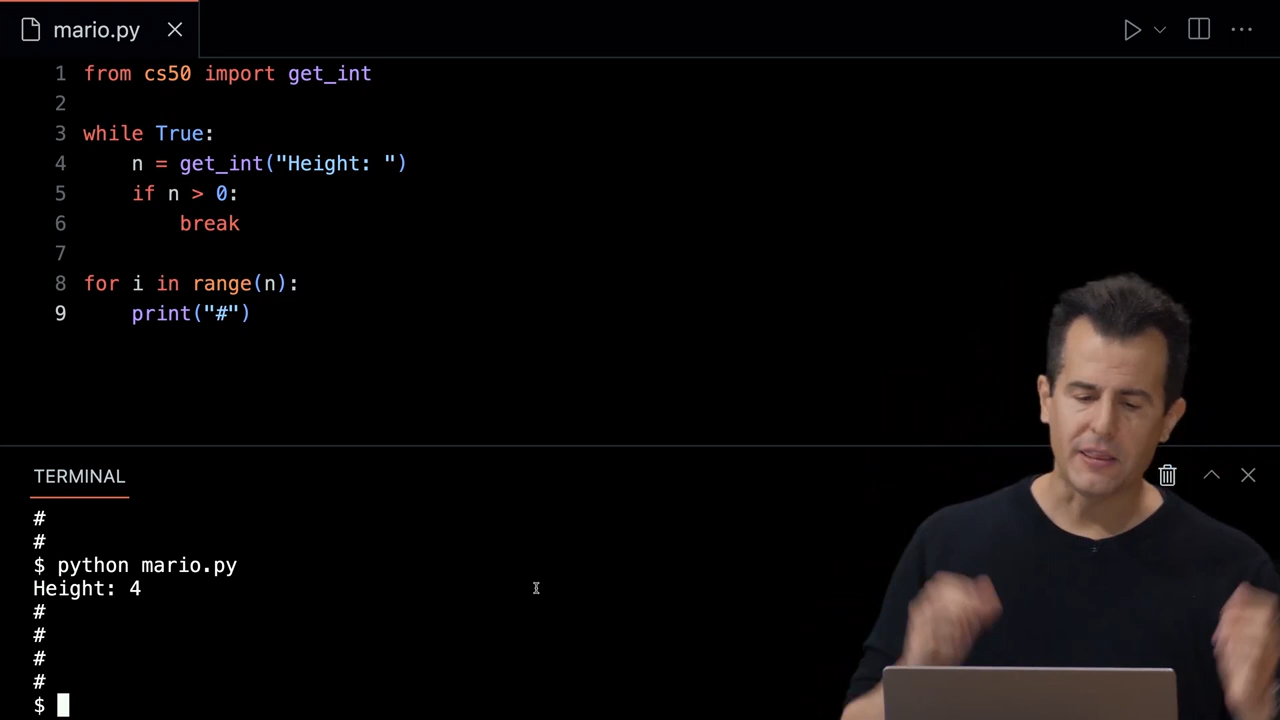 mario.py
1 from cs50 import get_int
2
3 while True:
4     n = get_int("Height: ")
5     if n > 0:
6         break
7
8 for i in range(n):
9     print("#")
TERMINAL
#
#
$ python mario.py
Height: 4
#
#
#
#
$